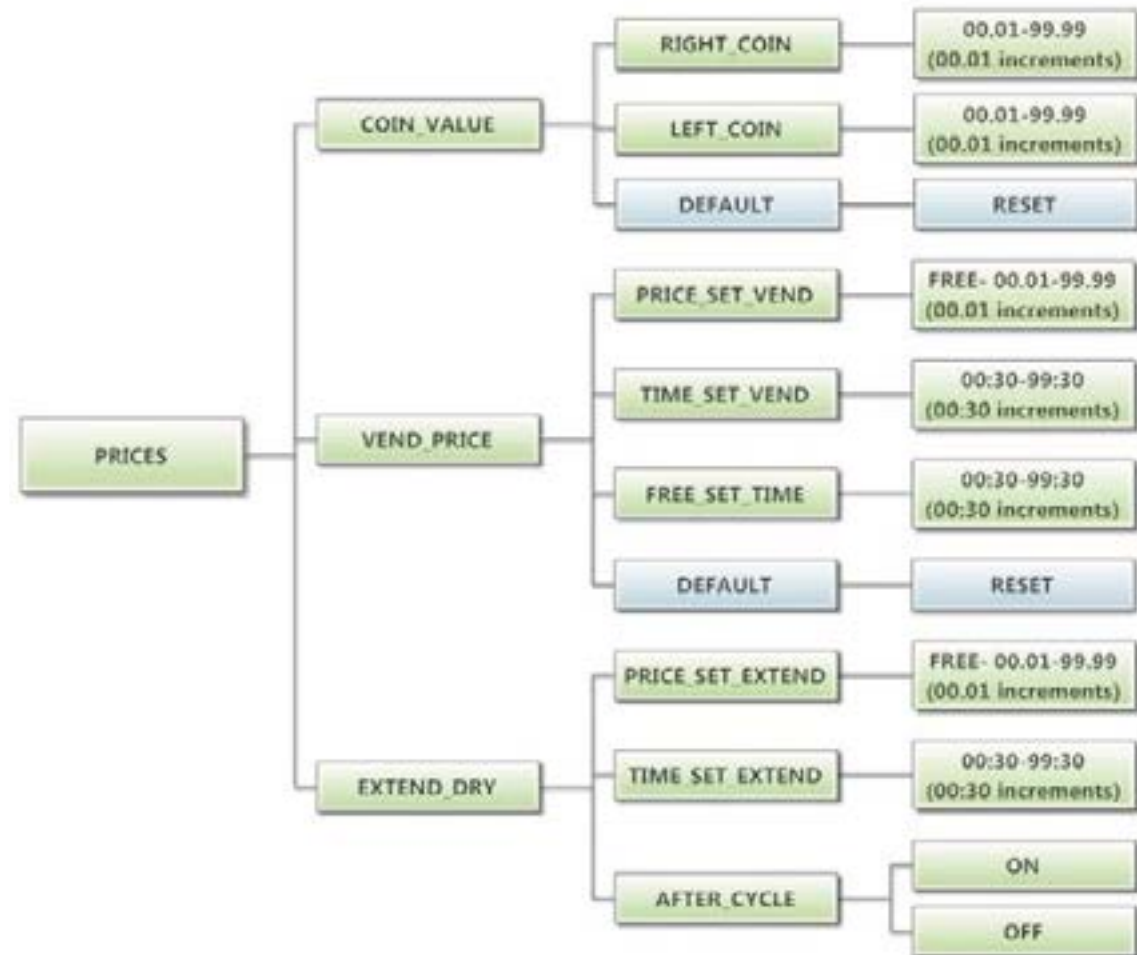 PRICES
COIN_VALUE
RIGHT_COIN
00.01-99.99
(00.01 increments)
LEFT_COIN
00.01-99.99
(00.01 increments)
DEFAULT
RESET
VEND_PRICE
PRICE_SET_VEND
FREE- 00.01-99.99
(00.01 increments)
TIME_SET_VEND
00:30-99:30
(00:30 increments)
FREE_SET_TIME
00:30-99:30
(00:30 increments)
DEFAULT
RESET
EXTEND_DRY
PRICE_SET_EXTEND
FREE- 00.01-99.99
(00.01 increments)
TIME_SET_EXTEND
00:30-99:30
(00:30 increments)
AFTER_CYCLE
ON
OFF